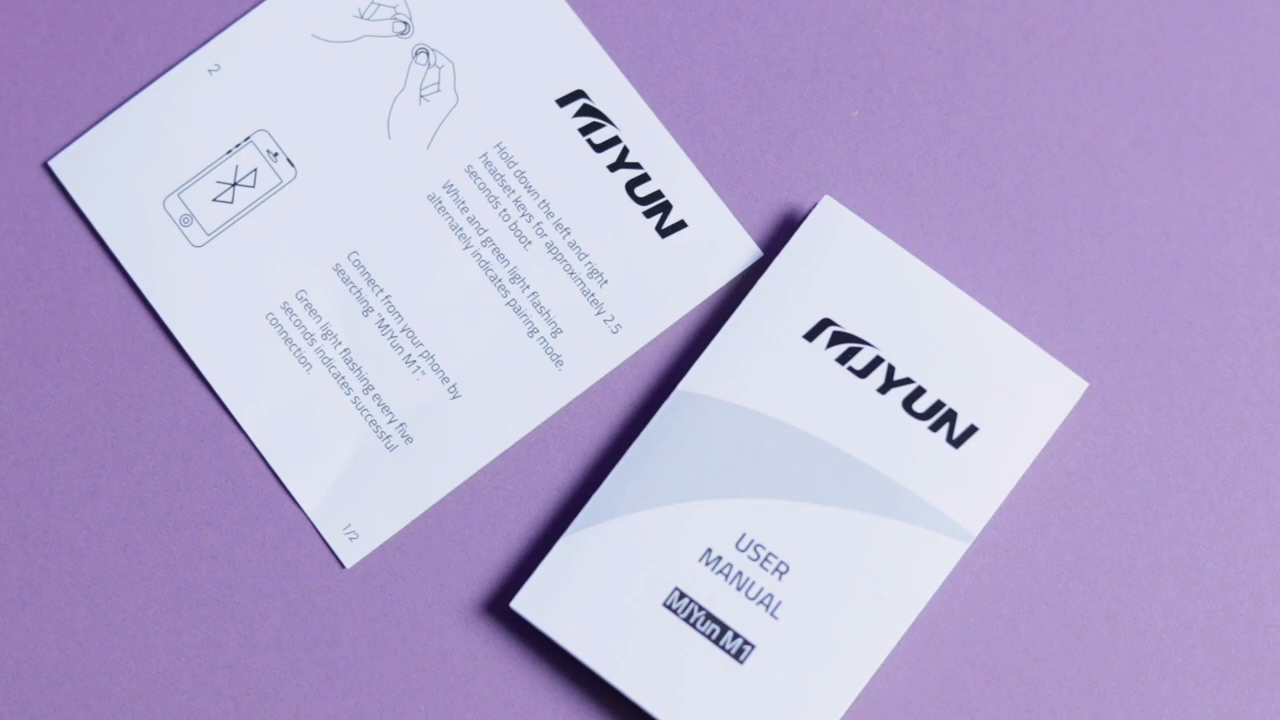 MJYUN
Hold down the left and right
headset keys for approximately 2.5
seconds to boot.
White and green light flashing
alternately indicates pairing mode.
2
Connect from your phone by
searching "MJYun M1".
Green light flashing every five
seconds indicates successful
connection.
1/2
MJYUN
USER
MANUAL
MJYun M1